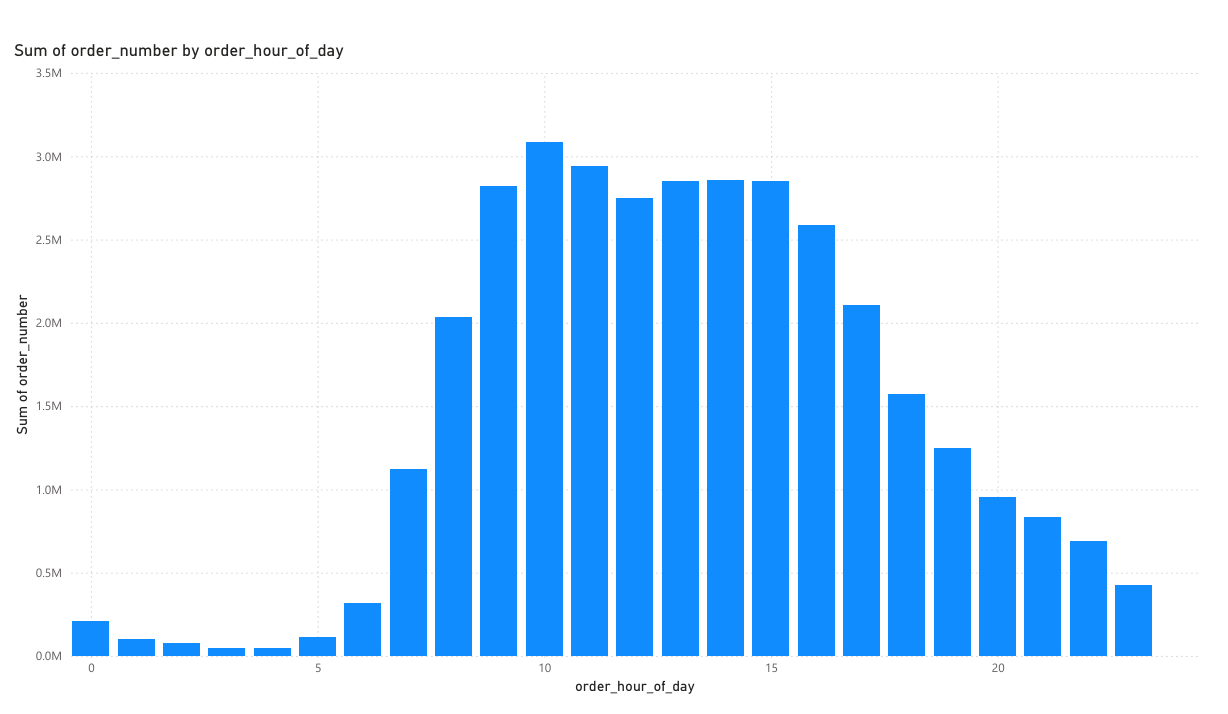 Sum of order_number by order_hour_of_day
3.5M
3.0M
2.5M
2.0M
1.5M
1.0M
0.5M
0.0M
Sum of order_number
0 5 10 15 20
order_hour_of_day